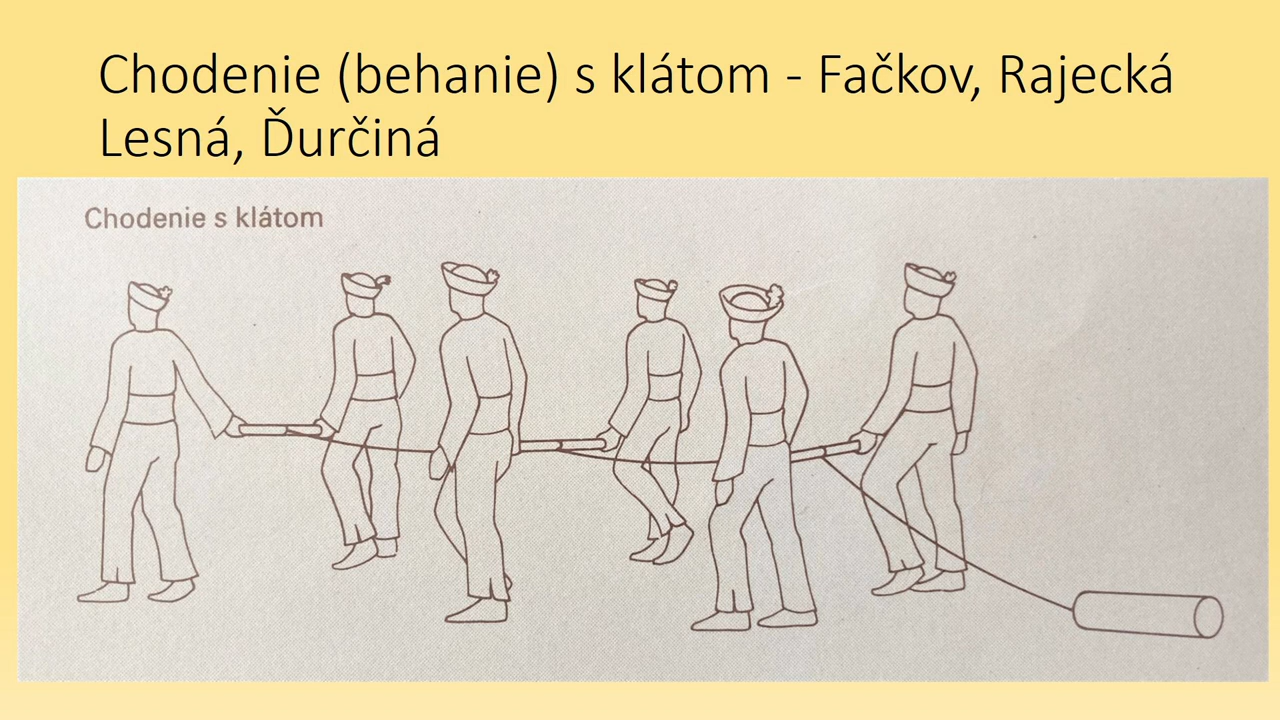 Chodenie (behanie) s klátom - Fačkov, Rajecká
Lesná, Ďurčiná
Chodenie s klátom